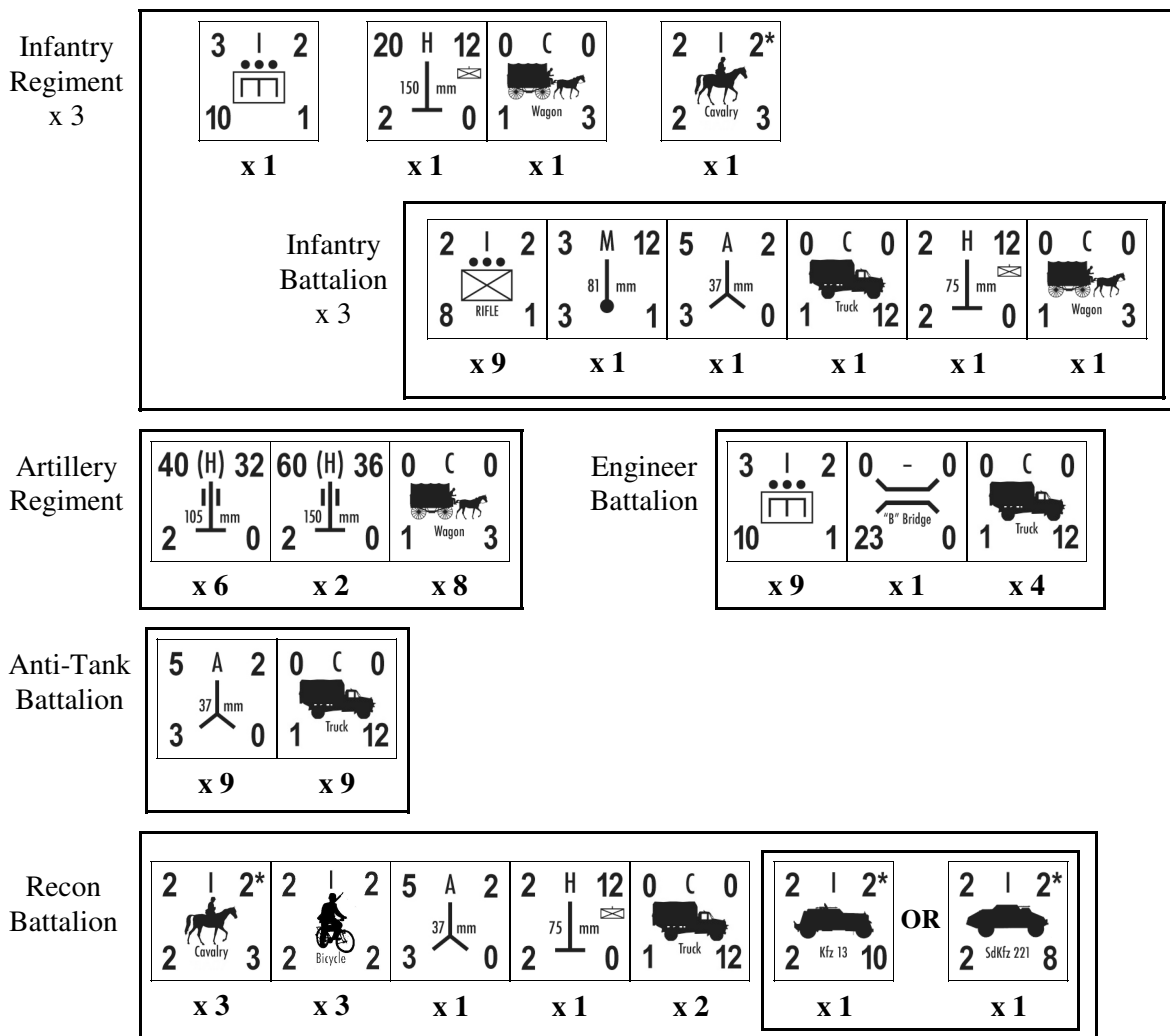 Infantry
Regiment
x 3
3 I 2
10 1
x 1
20 H 12
150 mm
2 0
x 1
0 C 0
Wagon
1 3
x 1
2 I 2*
Cavalry
2 3
x 1
Infantry
Battalion
x 3
2 I 2
RIFLE
8 1
x 9
3 M 12
81 mm
3 1
x 1
5 A 2
37 mm
3 0
x 1
0 C 0
Truck
1 12
x 1
2 H 12
75 mm
2 0
x 1
0 C 0
Wagon
1 3
x 1
Artillery
Regiment
40 (H) 32
105 mm
2 0
x 6
60 (H) 36
150 mm
2 0
x 2
0 C 0
Wagon
1 3
x 8
Engineer
Battalion
3 I 2
10 1
x 9
0 - 0
"B" Bridge
23 0
x 1
0 C 0
Truck
1 12
x 4
Anti-Tank
Battalion
5 A 2
37 mm
3 0
x 9
0 C 0
Truck
1 12
x 9
Recon
Battalion
2 I 2*
Cavalry
2 3
x 3
2 I 2
Bicycle
2 2
x 3
5 A 2
37 mm
3 0
x 1
2 H 12
75 mm
2 0
x 1
0 C 0
Truck
1 12
x 2
2 I 2*
Kfz 13
2 10
x 1
OR
2 I 2*
SdKfz 221
2 8
x 1